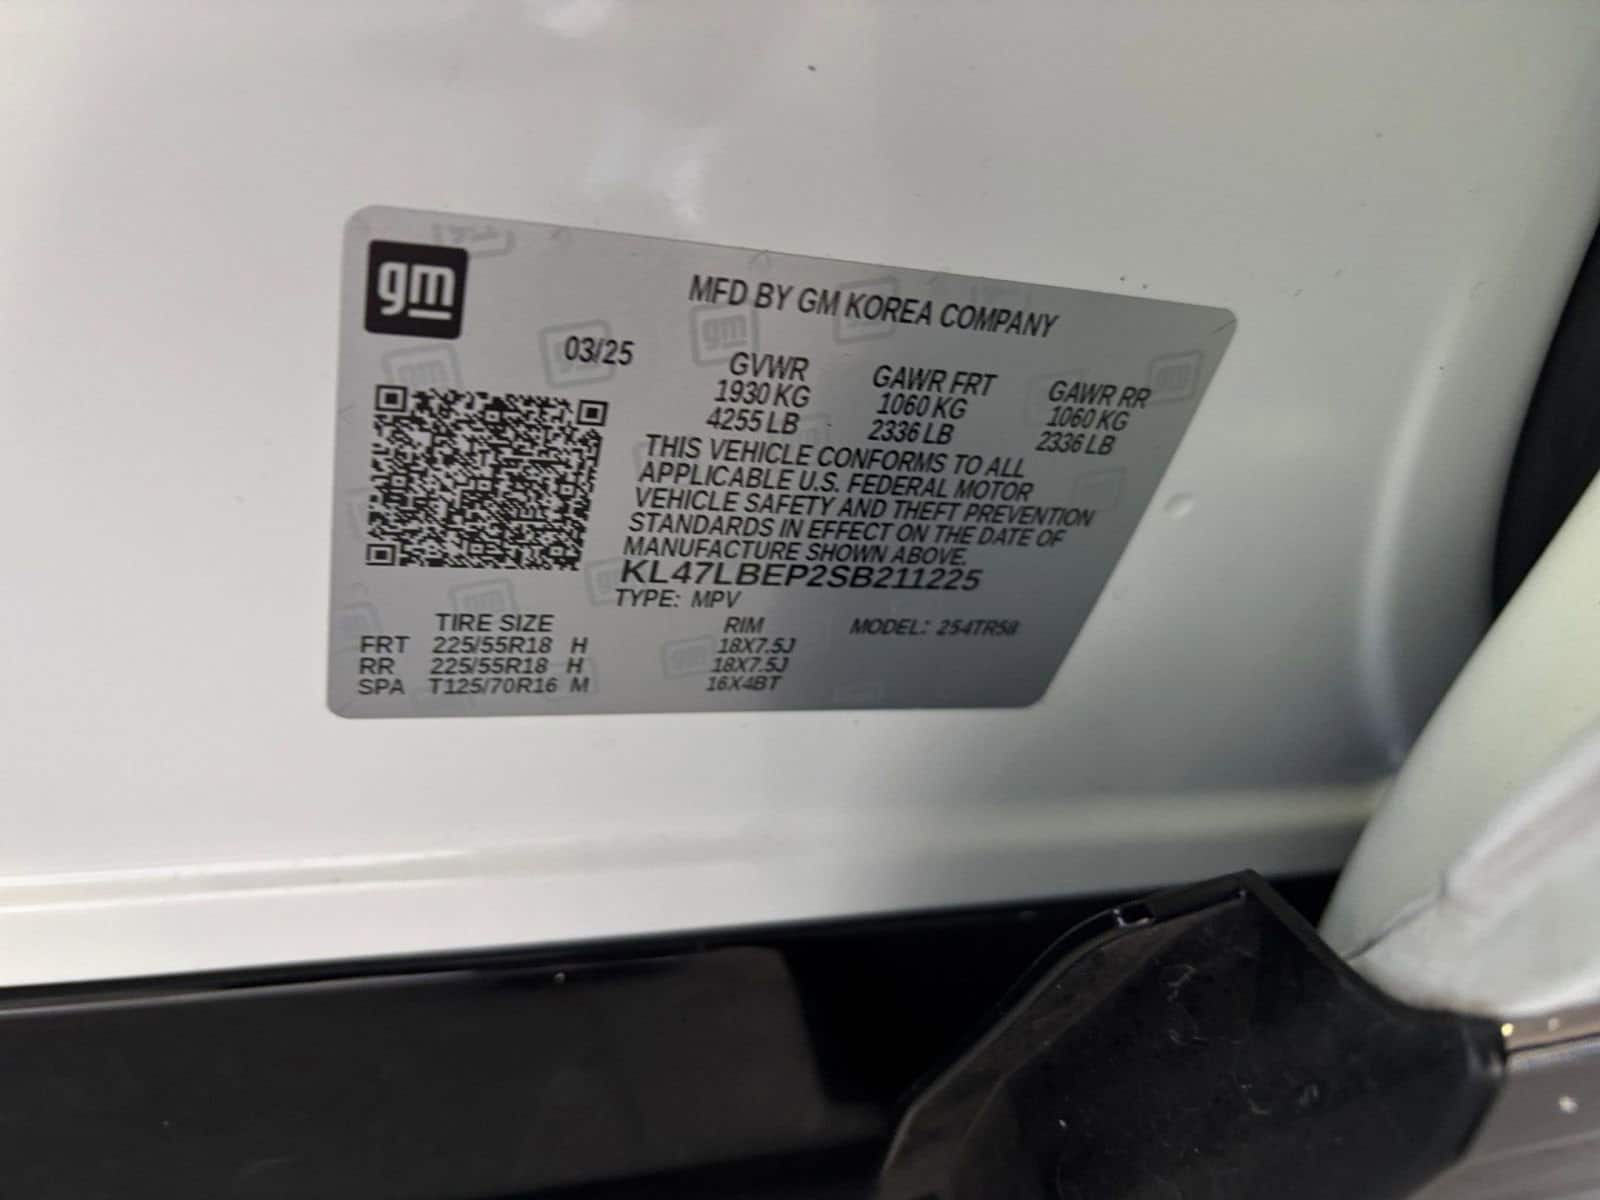 gm
MFD BY GM KOREA COMPANY
03/25
GVWR GAWR FRT GAWR RR
1930 KG 1060 KG 1060 KG
4255 LB 2336 LB 2336 LB
THIS VEHICLE CONFORMS TO ALL
APPLICABLE U.S. FEDERAL MOTOR
VEHICLE SAFETY AND THEFT PREVENTION
STANDARDS IN EFFECT ON THE DATE OF
MANUFACTURE SHOWN ABOVE.
KL47LBEP2SB211225
TYPE: MPV
TIRE SIZE RIM MODEL: 254TR58
FRT 225/55R18 H 18X7.5J
RR 225/55R18 H 18X7.5J
SPA T125/70R16 M 16X4BT